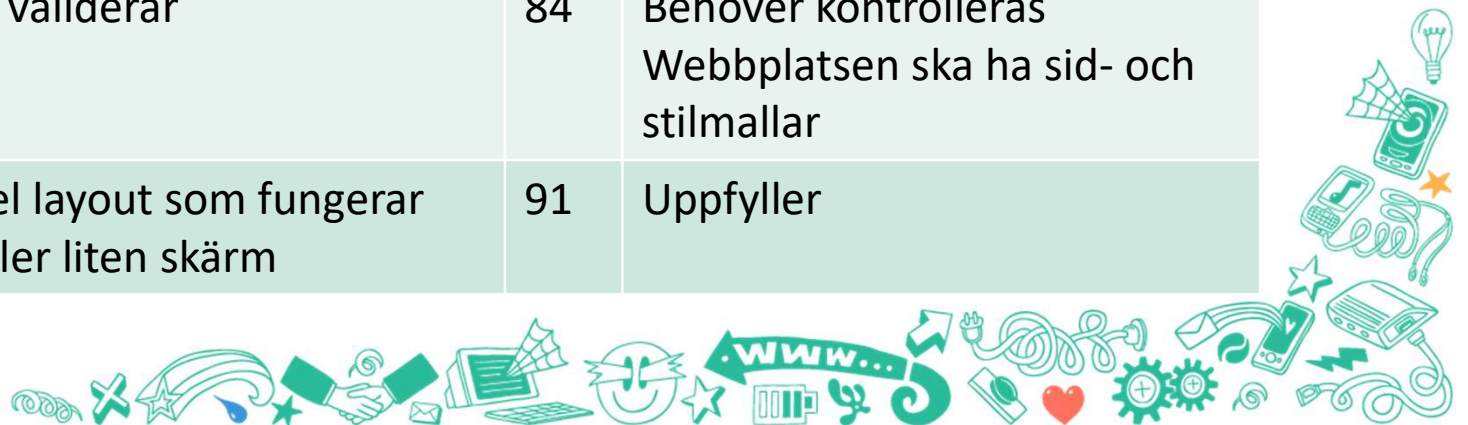 validerar
84
Behöver kontrolleras
Webbplatsen ska ha sid- och
stilmallar
el layout som fungerar
ler liten skärm
91
Uppfyller
www...